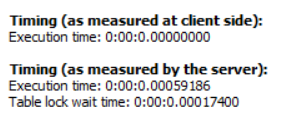 Timing (as measured at client side):
Execution time: 0:00:0.00000000
Timing (as measured by the server):
Execution time: 0:00:0.00059186
Table lock wait time: 0:00:0.00017400